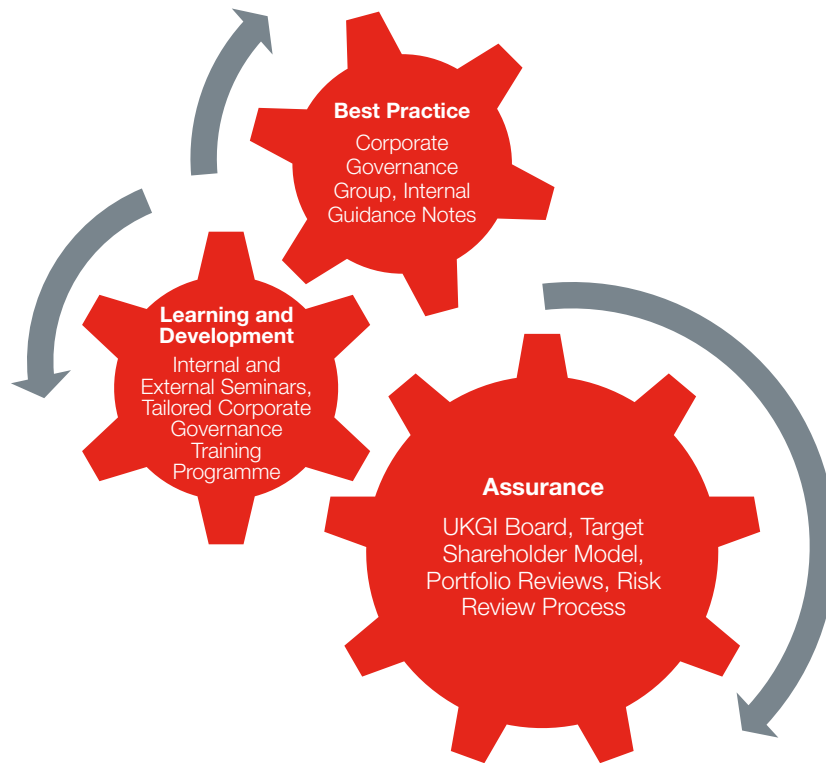 Best Practice
Corporate
Governance
Group, Internal
Guidance Notes
Learning and
Development
Internal and
External Seminars,
Tailored Corporate
Governance
Training
Programme
Assurance
UKGI Board, Target
Shareholder Model,
Portfolio Reviews, Risk
Review Process